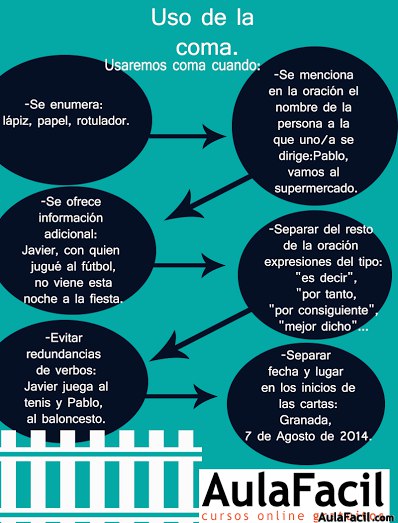 Uso de la
coma.
Usaremos coma cuando:
-Se enumera:
lápiz, papel, rotulador.
-Se menciona
en la oración el
nombre de la
persona a la
que uno/a se
dirige:Pablo,
vamos al
supermercado.
-Se ofrece
información
adicional:
Javier, con quien
jugué al fútbol,
no viene esta
noche a la fiesta.
-Separar del resto
de la oración
expresiones del tipo:
"es decir",
"por tanto,
"por consiguiente",
"mejor dicho"...
-Evitar
redundancias
de verbos:
Javier juega al
tenis y Pablo,
al baloncesto.
-Separar
fecha y lugar
en los inicios de
las cartas:
Granada,
7 de Agosto de 2014.
AulaFacil
cursos online
AulaFacil.com